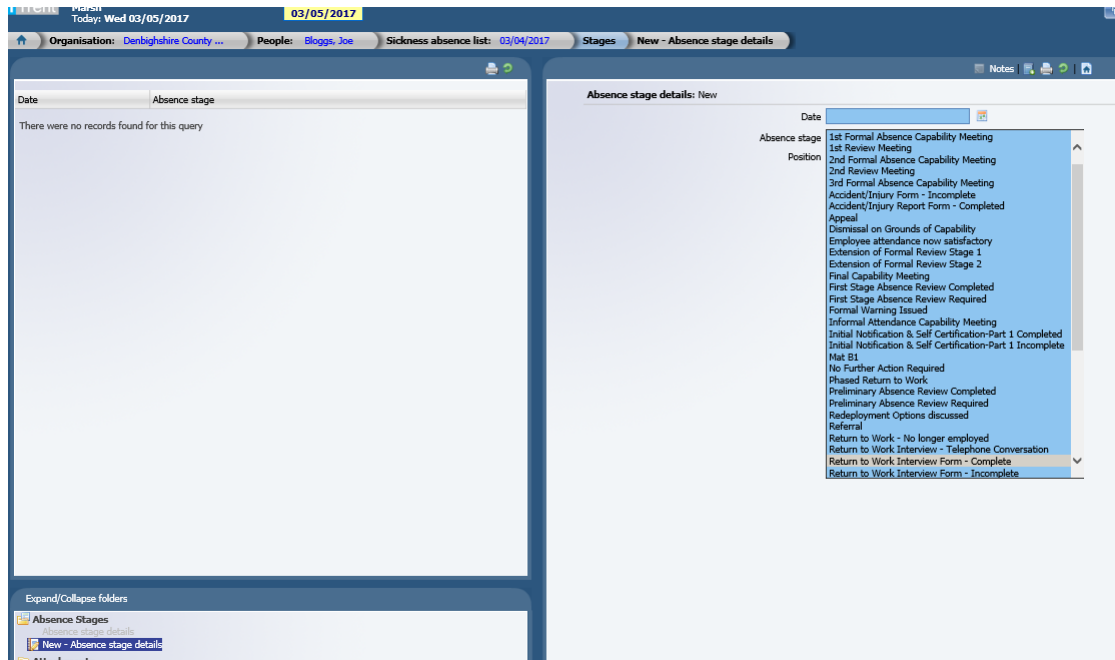 iTrent
Marsh
Today: Wed 03/05/2017
03/05/2017
Organisation: Denbighshire County ... People: Bloggs, Joe Sickness absence list: 03/04/2017 Stages New - Absence stage details
Notes
Date Absence stage
There were no records found for this query
Absence stage details: New
Date
Absence stage
Position
1st Formal Absence Capability Meeting
1st Review Meeting
2nd Formal Absence Capability Meeting
2nd Review Meeting
3rd Formal Absence Capability Meeting
Accident/Injury Form - Incomplete
Accident/Injury Report Form - Completed
Appeal
Dismissal on Grounds of Capability
Employee attendance now satisfactory
Extension of Formal Review Stage 1
Extension of Formal Review Stage 2
Final Capability Meeting
First Stage Absence Review Completed
First Stage Absence Review Required
Formal Warning Issued
Informal Attendance Capability Meeting
Initial Notification & Self Certification-Part 1 Completed
Initial Notification & Self Certification-Part 1 Incomplete
Mat B1
No Further Action Required
Phased Return to Work
Preliminary Absence Review Completed
Preliminary Absence Review Required
Redeployment Options discussed
Referral
Return to Work - No longer employed
Return to Work Interview - Telephone Conversation
Return to Work Interview Form - Complete
Return to Work Interview Form - Incomplete
Expand/Collapse folders
Absence Stages
Absence stage details
New - Absence stage details